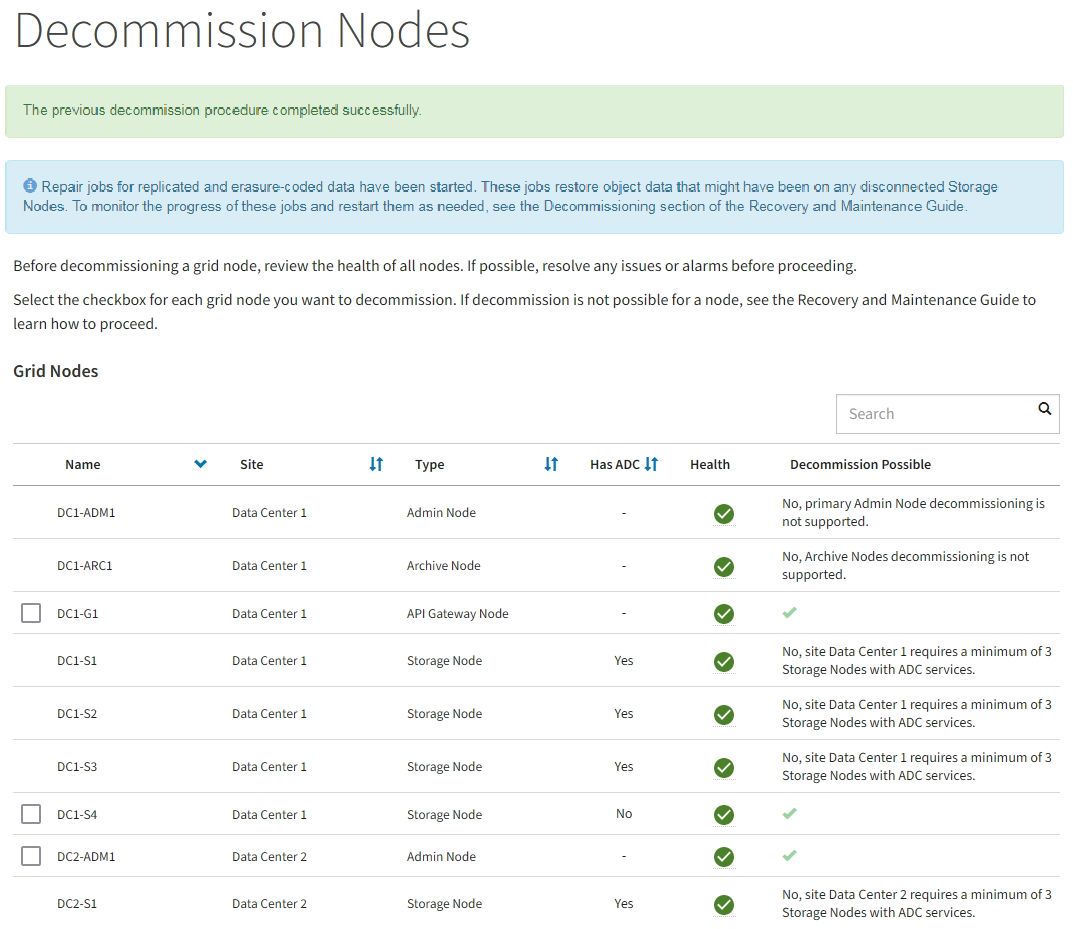 Decommission Nodes
The previous decommission procedure completed successfully.
Repair jobs for replicated and erasure-coded data have been started. These jobs restore object data that might have been on any disconnected Storage
Nodes. To monitor the progress of these jobs and restart them as needed, see the Decommissioning section of the Recovery and Maintenance Guide.
Before decommissioning a grid node, review the health of all nodes. If possible, resolve any issues or alarms before proceeding.
Select the checkbox for each grid node you want to decommission. If decommission is not possible for a node, see the Recovery and Maintenance Guide to
learn how to proceed.
Grid Nodes
Search
Name Site Type Has ADC Health Decommission Possible
DC1-ADM1 Data Center 1 Admin Node - No, primary Admin Node decommissioning is
not supported.
DC1-ARC1 Data Center 1 Archive Node - No, Archive Nodes decommissioning is not
supported.
DC1-G1 Data Center 1 API Gateway Node -
DC1-S1 Data Center 1 Storage Node Yes No, site Data Center 1 requires a minimum of 3
Storage Nodes with ADC services.
DC1-S2 Data Center 1 Storage Node Yes No, site Data Center 1 requires a minimum of 3
Storage Nodes with ADC services.
DC1-S3 Data Center 1 Storage Node Yes No, site Data Center 1 requires a minimum of 3
Storage Nodes with ADC services.
DC1-S4 Data Center 1 Storage Node No
DC2-ADM1 Data Center 2 Admin Node -
DC2-S1 Data Center 2 Storage Node Yes No, site Data Center 2 requires a minimum of 3
Storage Nodes with ADC services.